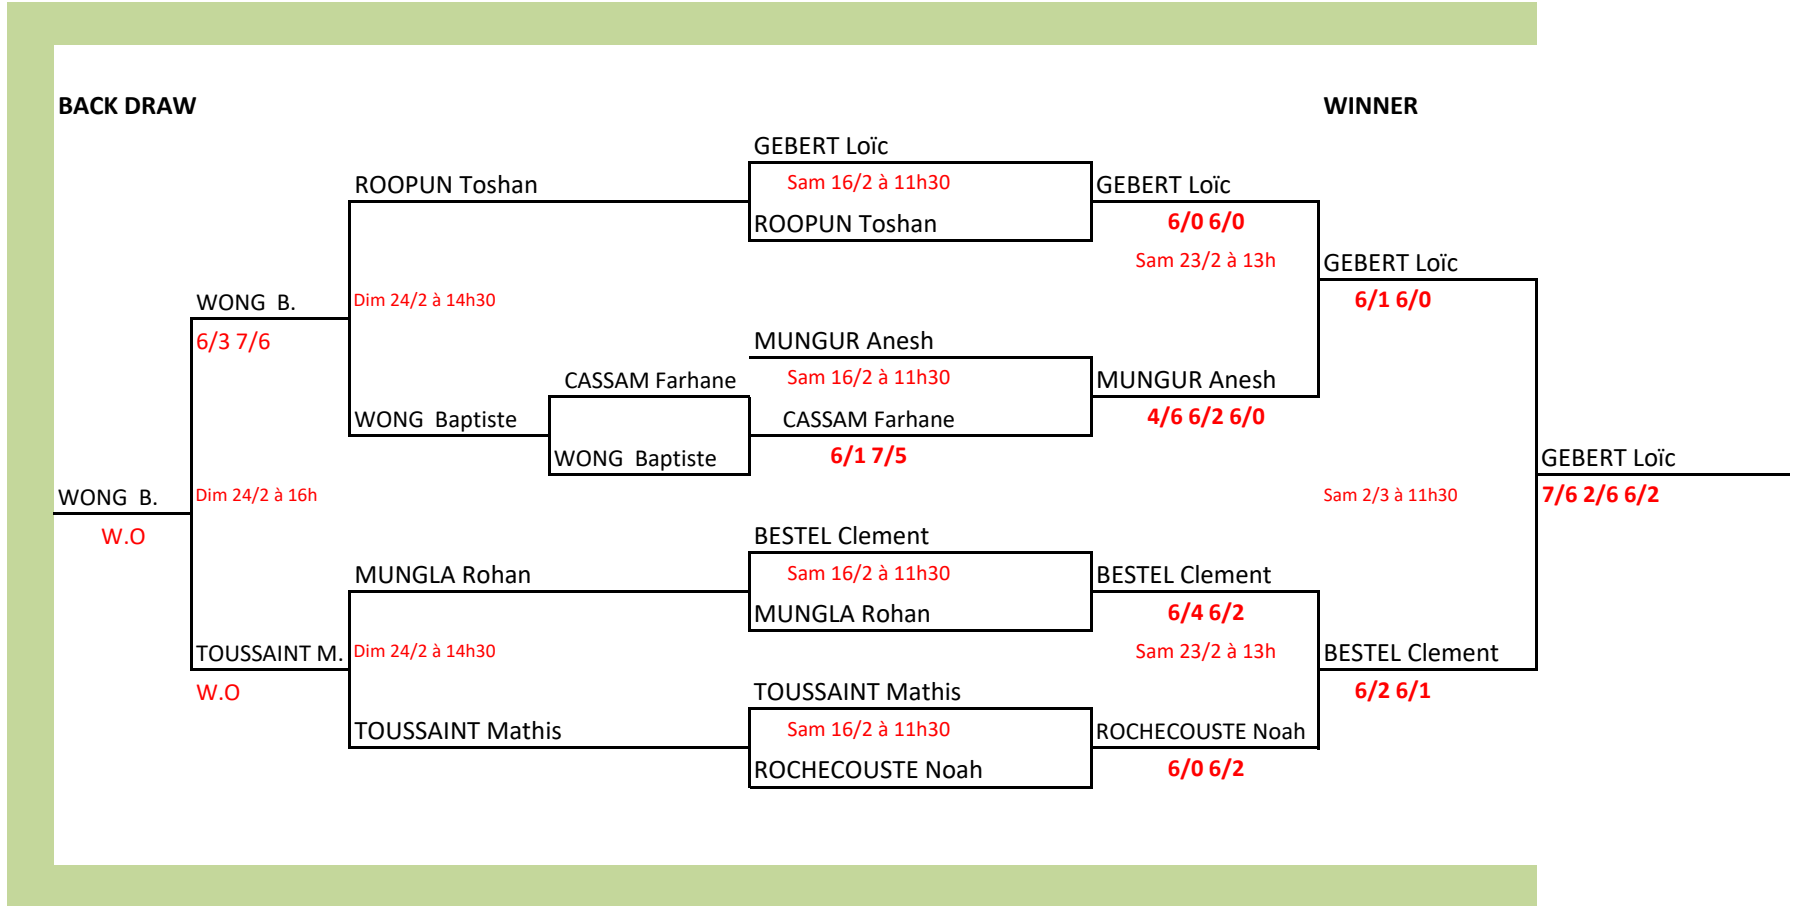 BACK DRAW
WINNER
GEBERT Loïc
ROOPUN Toshan
Sam 16/2 à 11h30
GEBERT Loïc
ROOPUN Toshan
6/0 6/0
Sam 23/2 à 13h
GEBERT Loïc
WONG B.
Dim 24/2 à 14h30
6/1 6/0
6/3 7/6
MUNGUR Anesh
CASSAM Farhane
Sam 16/2 à 11h30
MUNGUR Anesh
WONG Baptiste
CASSAM Farhane
4/6 6/2 6/0
WONG Baptiste
6/1 7/5
GEBERT Loïc
WONG B.
Dim 24/2 à 16h
Sam 2/3 à 11h30
7/6 2/6 6/2
W.O
BESTEL Clement
MUNGLA Rohan
Sam 16/2 à 11h30
BESTEL Clement
MUNGLA Rohan
6/4 6/2
TOUSSAINT M.
Dim 24/2 à 14h30
Sam 23/2 à 13h
BESTEL Clement
W.O
TOUSSAINT Mathis
6/2 6/1
TOUSSAINT Mathis
Sam 16/2 à 11h30
ROCHECOUSTE Noah
ROCHECOUSTE Noah
6/0 6/2